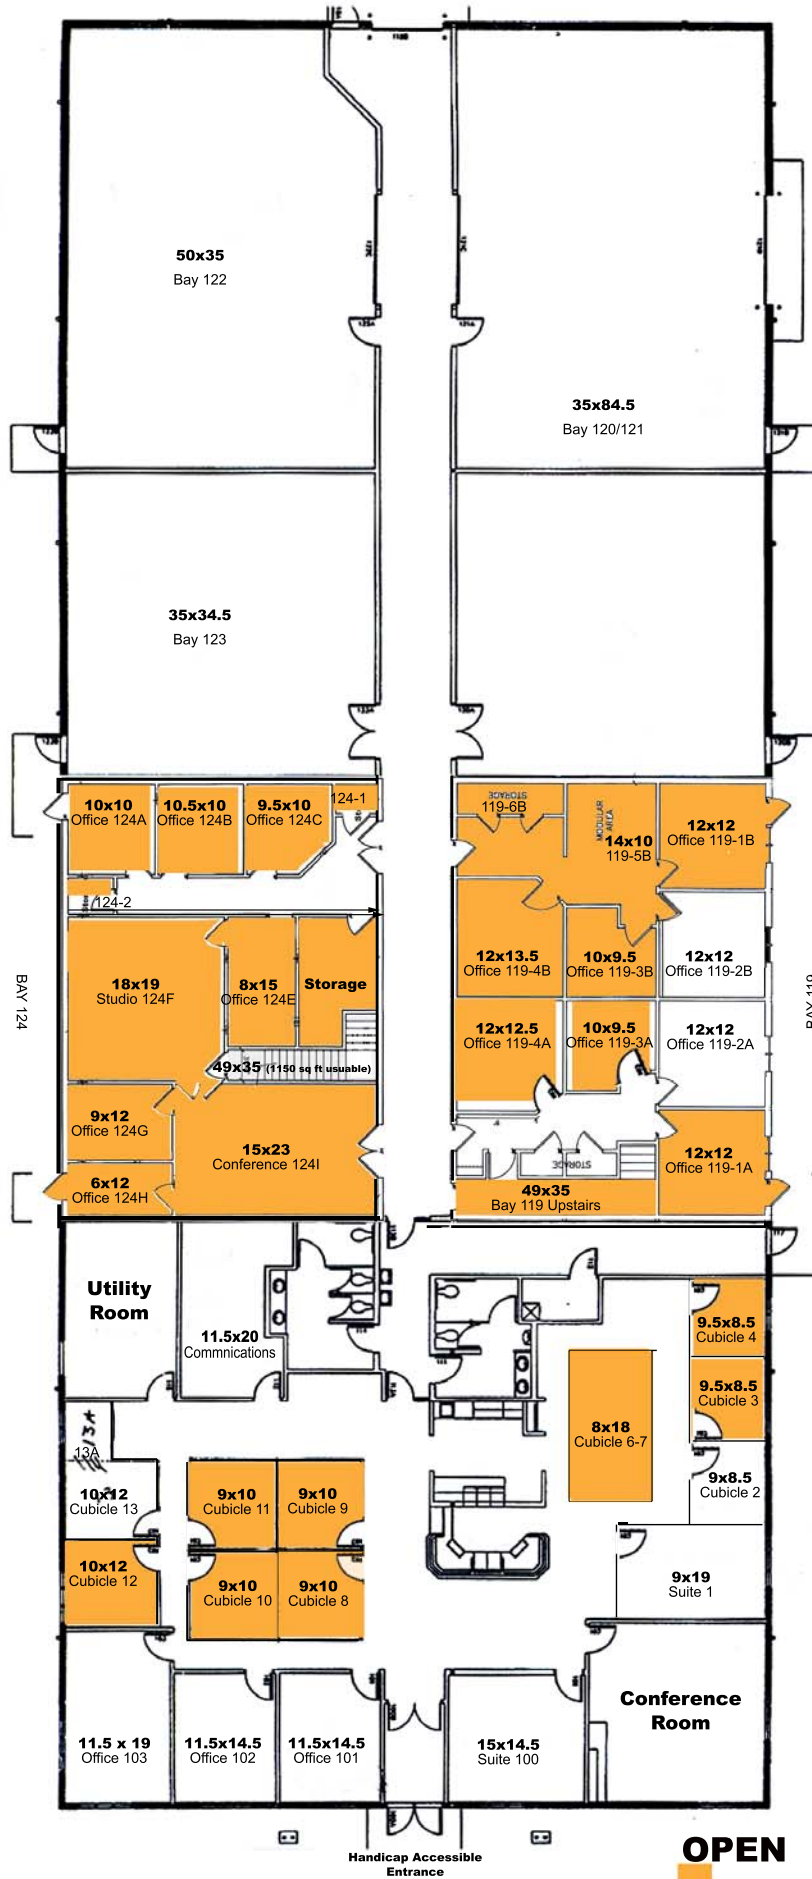 50x35
Bay 122
35x84.5
Bay 120/121
35x34.5
Bay 123
10x10
Office 124A
10.5x10
Office 124B
9.5x10
Office 124C
124-1
STORAGE
119-6B
MODULAR
AREA
14x10
119-5B
12x12
Office 119-1B
124-2
18x19
Studio 124F
8x15
Office 124E
Storage
12x13.5
Office 119-4B
10x9.5
Office 119-3B
12x12
Office 119-2B
BAY 124
BAY 119
12x12.5
Office 119-4A
10x9.5
Office 119-3A
12x12
Office 119-2A
49x35 (1150 sq ft usuable)
9x12
Office 124G
15x23
Conference 124I
6x12
Office 124H
STORAGE
12x12
Office 119-1A
49x35
Bay 119 Upstairs
Utility
Room
11.5x20
Commnications
9.5x8.5
Cubicle 4
9.5x8.5
Cubicle 3
8x18
Cubicle 6-7
9x8.5
Cubicle 2
13A
13A
10x12
Cubicle 13
9x10
Cubicle 11
9x10
Cubicle 9
10x12
Cubicle 12
9x10
Cubicle 10
9x10
Cubicle 8
9x19
Suite 1
Conference
Room
11.5 x 19
Office 103
11.5x14.5
Office 102
11.5x14.5
Office 101
15x14.5
Suite 100
Handicap Accessible
Entrance
OPEN